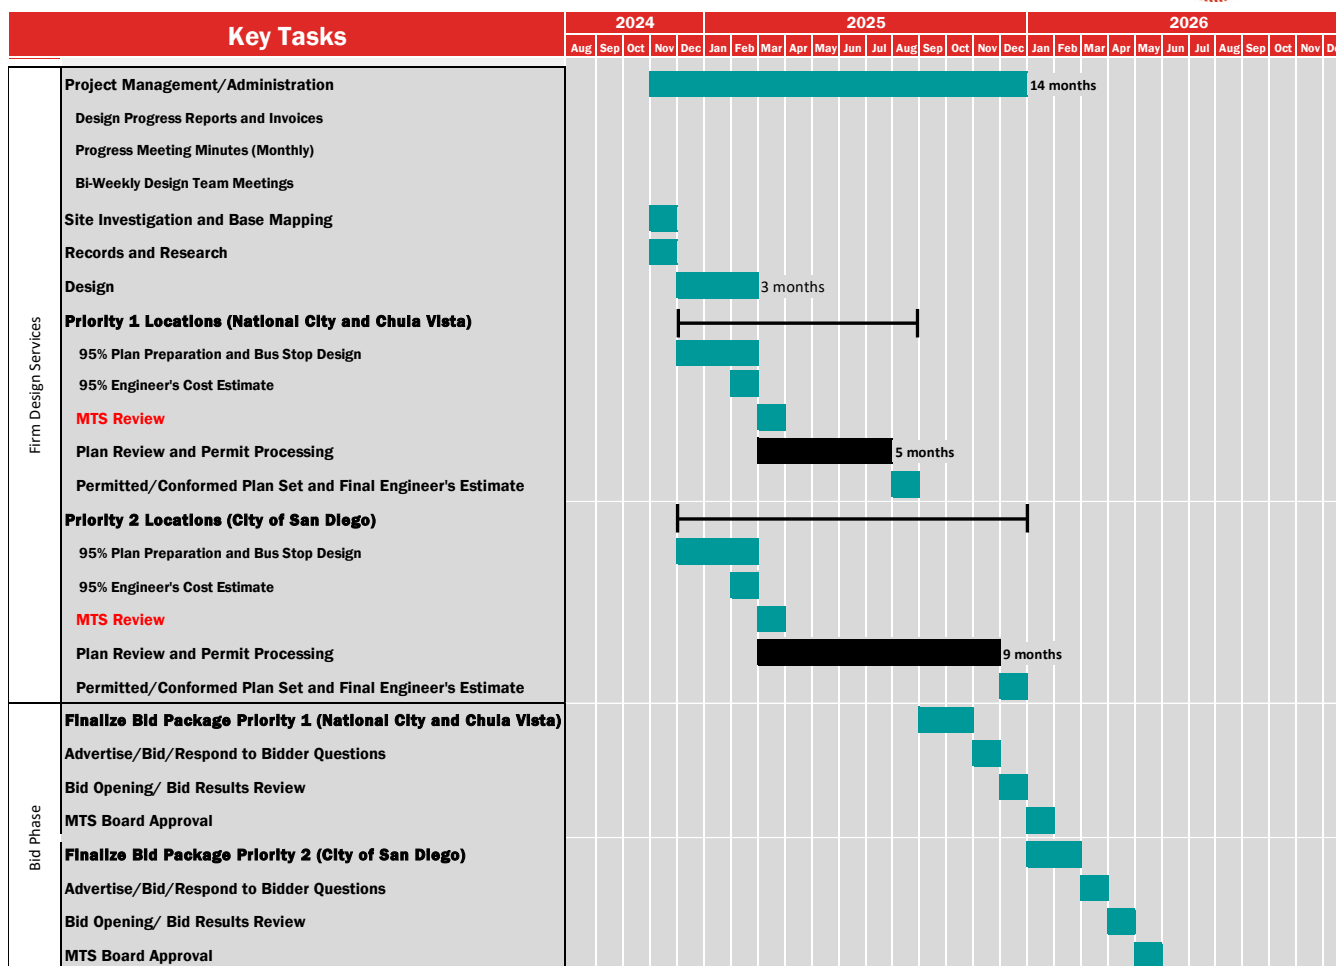 Key Tasks
2024 2025 2026
Aug Sep Oct Nov Dec Jan Feb Mar Apr May Jun Jul Aug Sep Oct Nov Dec Jan Feb Mar Apr May Jun Jul Aug Sep Oct Nov
Firm Design Services
Project Management/Administration 14 months
Design Progress Reports and Invoices
Progress Meeting Minutes (Monthly)
Bi-Weekly Design Team Meetings
Site Investigation and Base Mapping
Records and Research
Design 3 months
Priority 1 Locations (National City and Chula Vista)
95% Plan Preparation and Bus Stop Design
95% Engineer's Cost Estimate
MTS Review
Plan Review and Permit Processing 5 months
Permitted/Conformed Plan Set and Final Engineer's Estimate
Priority 2 Locations (City of San Diego)
95% Plan Preparation and Bus Stop Design
95% Engineer's Cost Estimate
MTS Review
Plan Review and Permit Processing 9 months
Permitted/Conformed Plan Set and Final Engineer's Estimate
Bid Phase
Finalize Bid Package Priority 1 (National City and Chula Vista)
Advertise/Bid/Respond to Bidder Questions
Bid Opening/ Bid Results Review
MTS Board Approval
Finalize Bid Package Priority 2 (City of San Diego)
Advertise/Bid/Respond to Bidder Questions
Bid Opening/ Bid Results Review
MTS Board Approval